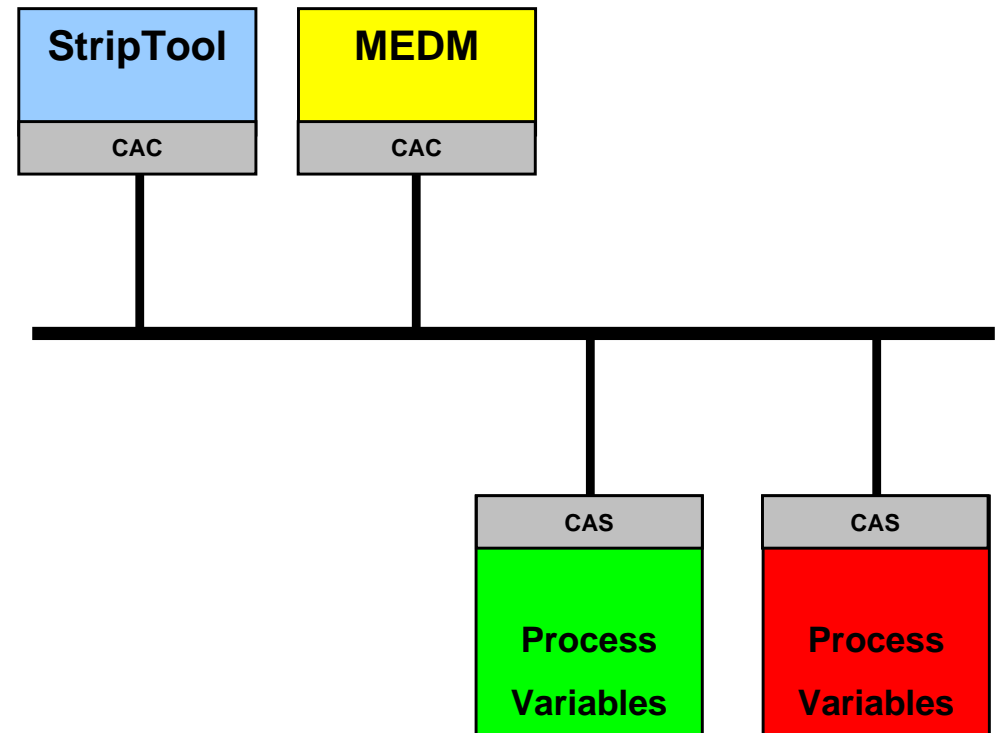 StripTool
MEDM
CAC
CAC
CAS
CAS
Process
Variables
Process
Variables